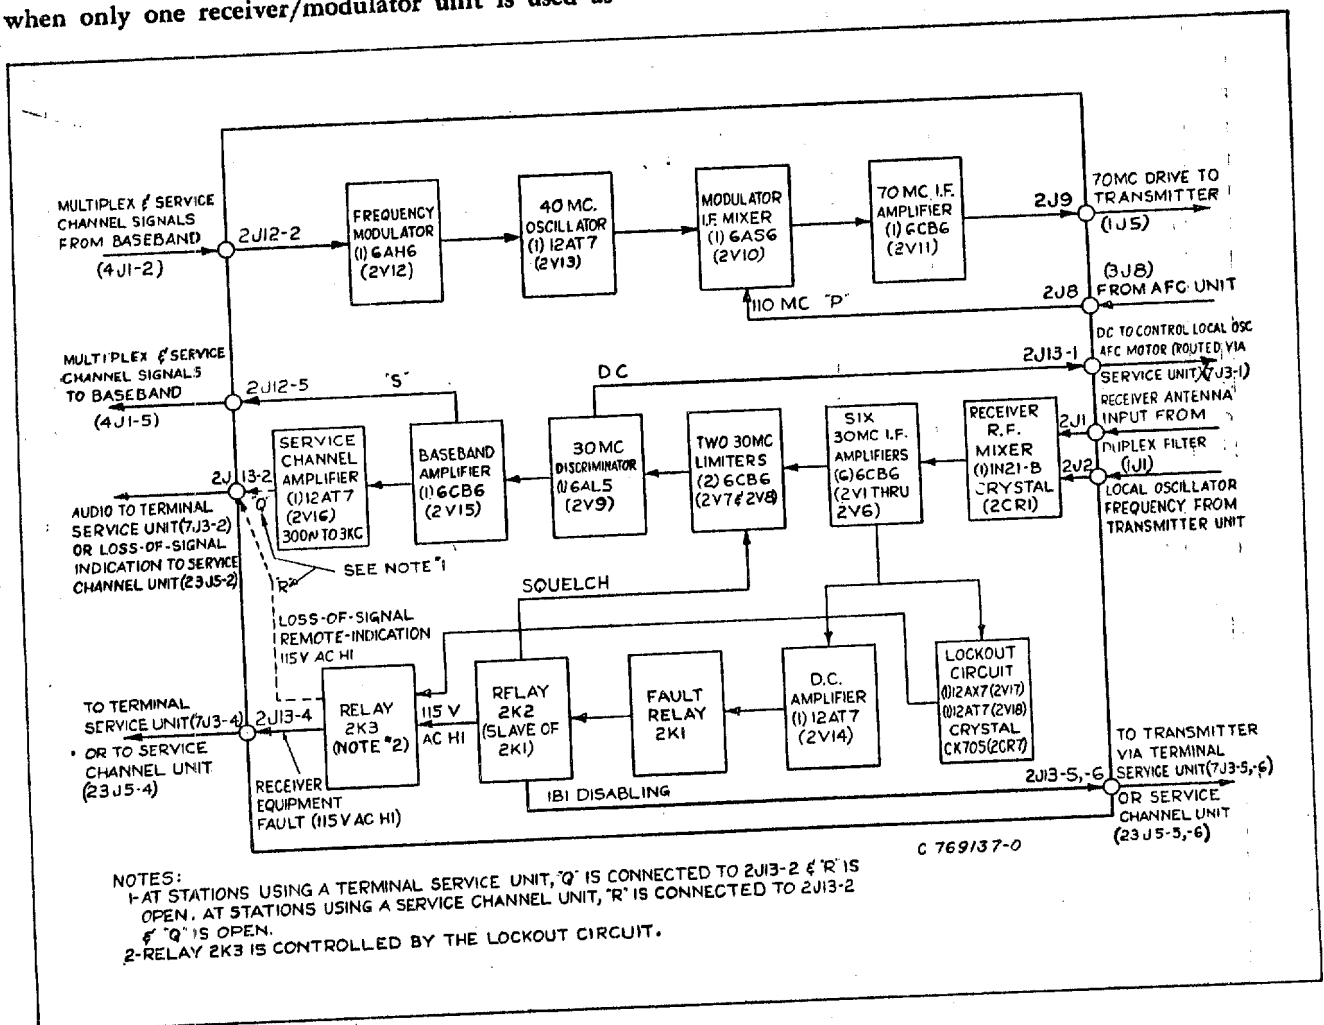 when only one receiver/modulator unit is used as
MULTIPLEX & SERVICE
CHANNEL SIGNALS
FROM BASEBAND
(4J1-2)
2J12-2
FREQUENCY
MODULATOR
(1) 6AH6
(2V12)
40 MC.
OSCILLATOR
(1) 12AT7
(2V13)
MODULATOR
I.F. MIXER
(1) 6AS6
(2V10)
70 MC I.F.
AMPLIFIER
(1) 6CB6
(2V11)
2J9
70MC DRIVE TO
TRANSMITTER
(1J5)
110 MC "P"
2J8
(3J8)
FROM AFC UNIT
MULTIPLEX & SERVICE
CHANNEL SIGNALS
TO BASEBAND
(4J1-5)
2J12-5
"S"
DC
2J13-1
DC TO CONTROL LOCAL OSC
AFC MOTOR (ROUTED VIA
SERVICE UNIT)(7J3-1)
SERVICE
CHANNEL
AMPLIFIER
(1) 12AT7
(2V16)
300N TO 3KC
BASEBAND
AMPLIFIER
(1) 6CB6
(2V15)
30 MC
DISCRIMINATOR
(1) 6AL5
(2V9)
TWO 30MC
LIMITERS
(2) 6CB6
(2V7 & 2V8)
SIX
30MC I.F.
AMPLIFIERS
(6) 6CB6
(2V1 THRU
2V6)
RECEIVER
R.F.
MIXER
(1) 1N21-B
CRYSTAL
(2CR1)
2J1
RECEIVER ANTENNA
INPUT FROM
DUPLEX FILTER
(1J1)
2J2
LOCAL OSCILLATOR
FREQUENCY FROM
TRANSMITTER UNIT
2J13-2
"Q"
AUDIO TO TERMINAL
SERVICE UNIT (7J3-2)
OR LOSS-OF-SIGNAL
INDICATION TO SERVICE
CHANNEL UNIT (23J5-2)
"R"
SEE NOTE #1
SQUELCH
LOSS-OF-SIGNAL
REMOTE-INDICATION
115V AC HI
TO TERMINAL
SERVICE UNIT (7J3-4)
OR TO SERVICE
CHANNEL UNIT
(23J5-4)
2J13-4
RECEIVER
EQUIPMENT
FAULT (115V AC HI)
RELAY
2K3
(NOTE #2)
115 V
AC HI
RELAY
2K2
(SLAVE OF
2K1)
FAULT
RELAY
2K1
D.C.
AMPLIFIER
(1) 12AT7
(2V14)
LOCKOUT
CIRCUIT
(1) 12AX7 (2V17)
(1) 12AT7 (2V18)
CRYSTAL
CK705 (2CR7)
1B1 DISABLING
2J13-5,-6
TO TRANSMITTER
VIA TERMINAL
SERVICE UNIT (7J3-5,-6)
OR SERVICE
CHANNEL UNIT
(23J5-5,-6)
C 769137-0
NOTES:
1-AT STATIONS USING A TERMINAL SERVICE UNIT, "Q" IS CONNECTED TO 2J13-2 & "R" IS
OPEN. AT STATIONS USING A SERVICE CHANNEL UNIT, "R" IS CONNECTED TO 2J13-2
& "Q" IS OPEN.
2-RELAY 2K3 IS CONTROLLED BY THE LOCKOUT CIRCUIT.